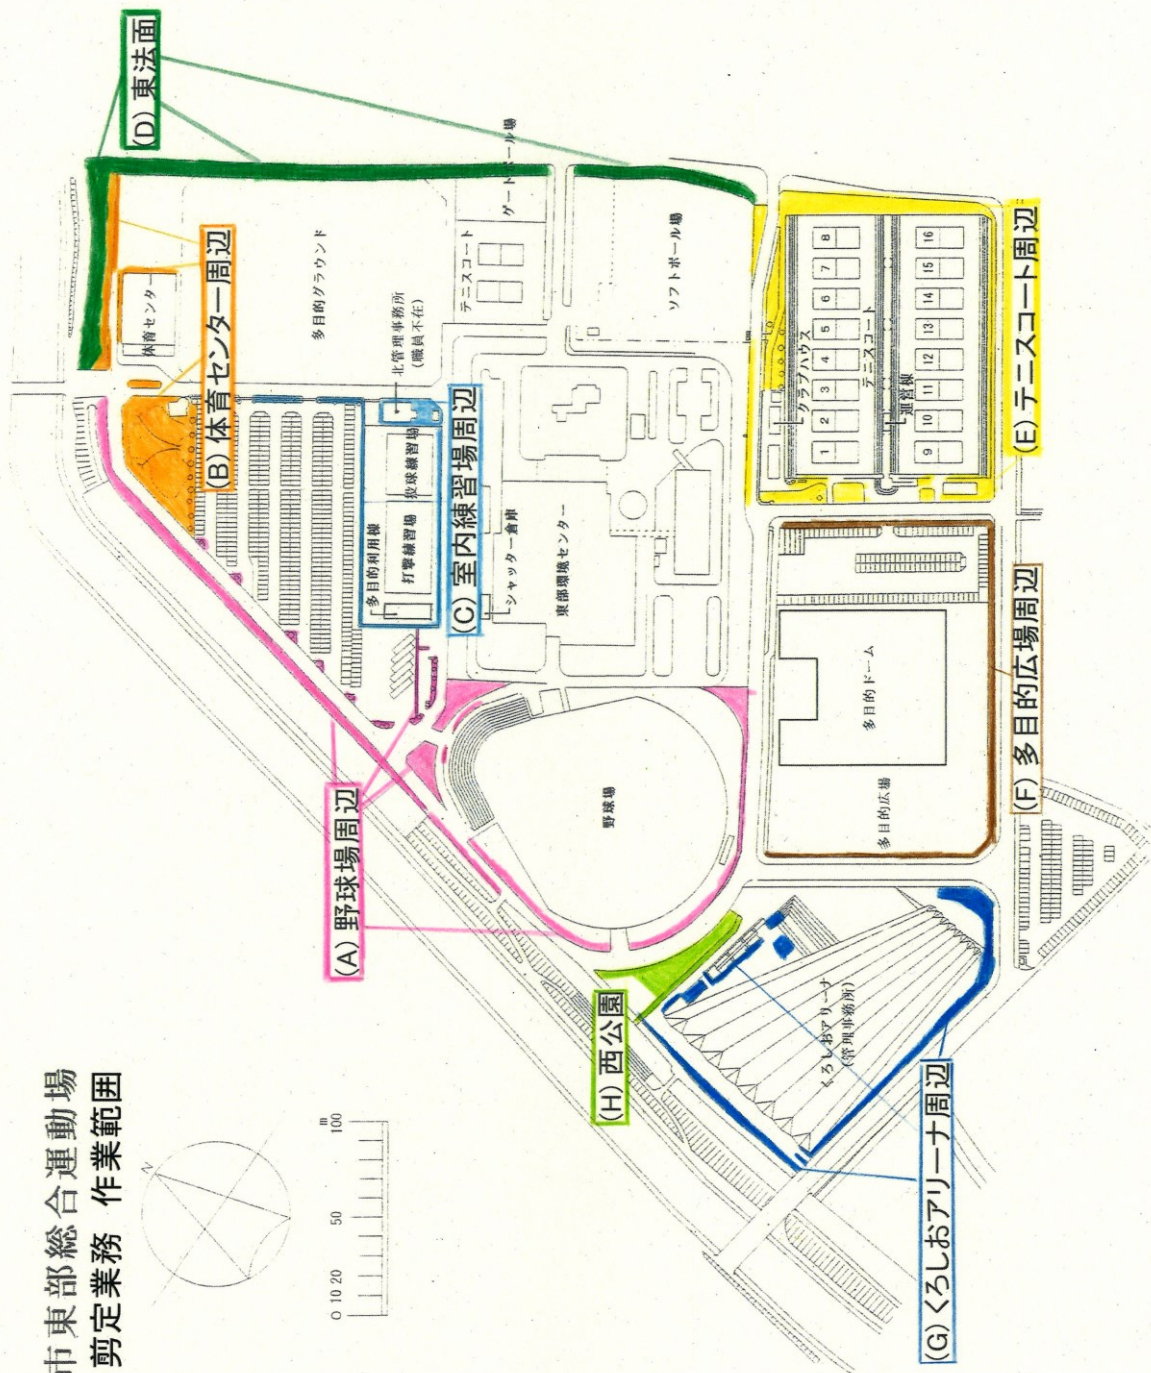 市東部総合運動場
剪定業務 作業範囲
N
0 10 20 50 100
m
(A) 野球場周辺
(B) 体育センター周辺
(C) 室内練習場周辺
(D) 東法面
(E) テニスコート周辺
(F) 多目的広場周辺
(G) くろしおアリーナ周辺
(H) 西公園
体育センター
多目的グラウンド
ゲートボール場
テニスコート
北管理事務所
(職員不在)
ソフトボール場
多目的利用棟
打撃練習場
投球練習場
シャッター倉庫
東部環境センター
クラブハウス
テニスコート
運営棟
1 2 3 4 5 6 7 8
9 10 11 12 13 14 15 16
野球場
多目的ドーム
多目的広場
くろしおアリーナ
(管理事務所)